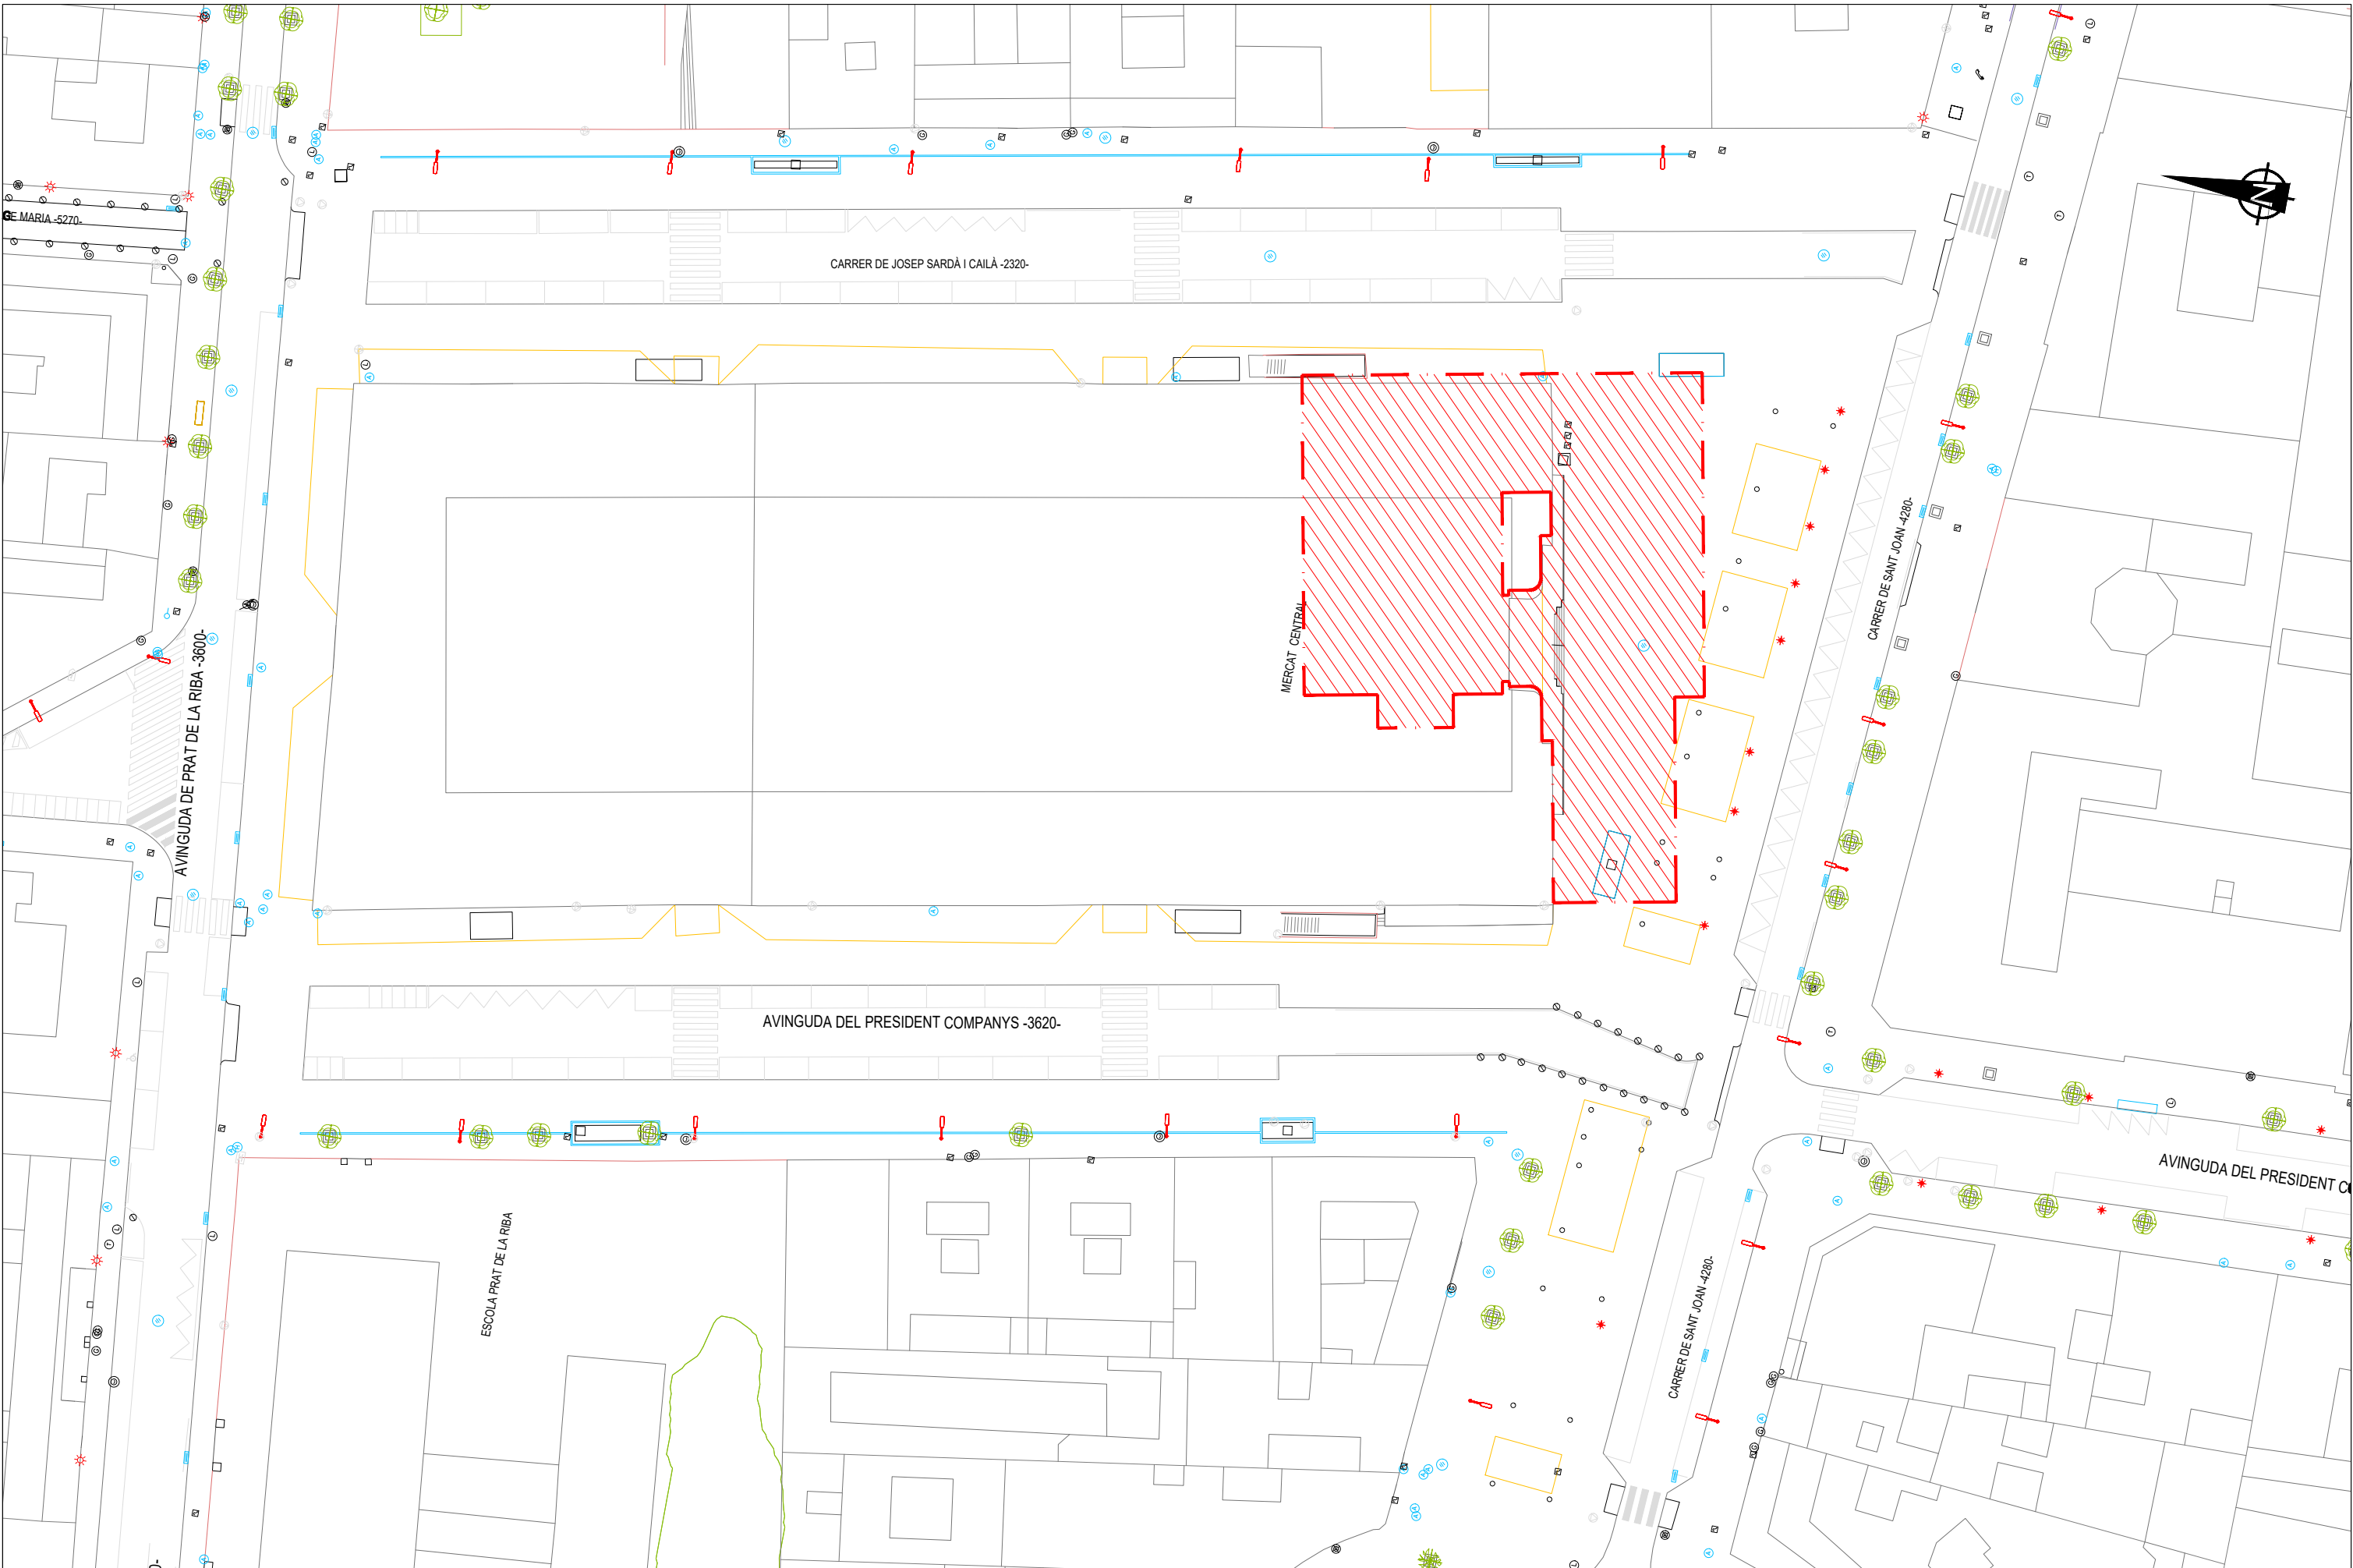 DE MARIA -5270-
N
CARRER DE JOSEP SARDÀ I CAILÀ -2320-
CARRER DE SANT JOAN -4280-
MERCAT CENTRAL
AVINGUDA DE PRAT DE LA RIBA -3600-
AVINGUDA DEL PRESIDENT COMPANYS -3620-
AVINGUDA DEL PRESIDENT
ESCOLA PRAT DE LA RIBA
CARRER DE SANT JOAN -4280-